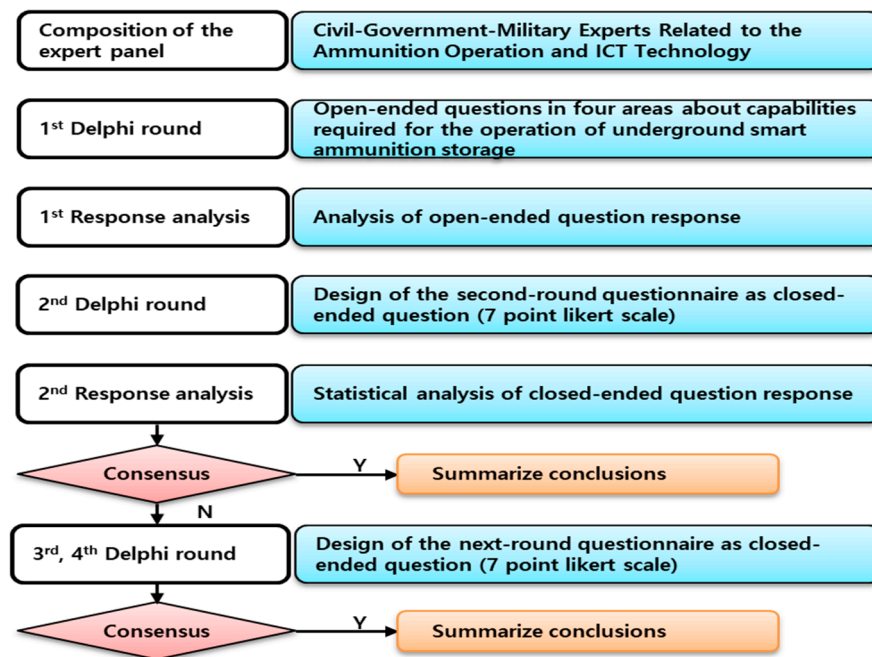 Composition of the
expert panel
Civil-Government-Military Experts Related to the
Ammunition Operation and ICT Technology
1st Delphi round
Open-ended questions in four areas about capabilities
required for the operation of underground smart
ammunition storage
1st Response analysis
Analysis of open-ended question response
2nd Delphi round
Design of the second-round questionnaire as closed-
ended question (7 point likert scale)
2nd Response analysis
Statistical analysis of closed-ended question response
Consensus
Y
Summarize conclusions
N
3rd, 4th Delphi round
Design of the next-round questionnaire as closed-
ended question (7 point likert scale)
Consensus
Y
Summarize conclusions